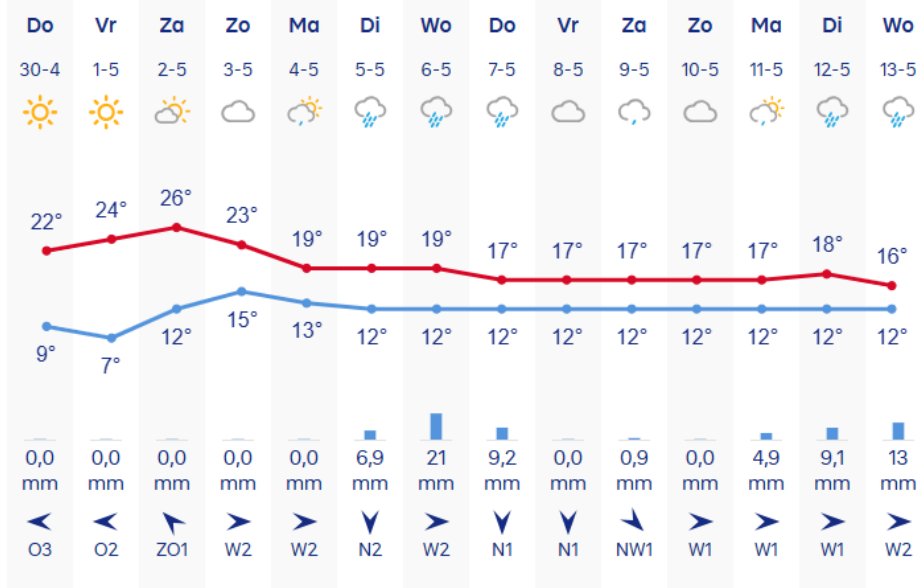 Do Vr Za Zo Ma Di Wo Do Vr Za Zo Ma Di Wo
30-4 1-5 2-5 3-5 4-5 5-5 6-5 7-5 8-5 9-5 10-5 11-5 12-5 13-5
22° 24° 26° 23° 19° 19° 19° 17° 17° 17° 17° 17° 18° 16°
9° 7° 12° 15° 13° 12° 12° 12° 12° 12° 12° 12° 12° 12°
0,0 0,0 0,0 0,0 0,0 6,9 21 9,2 0,0 0,9 0,0 4,9 9,1 13
mm mm mm mm mm mm mm mm mm mm mm mm mm mm
O3 O2 ZO1 W2 W2 N2 W2 N1 N1 NW1 W1 W1 W1 W2